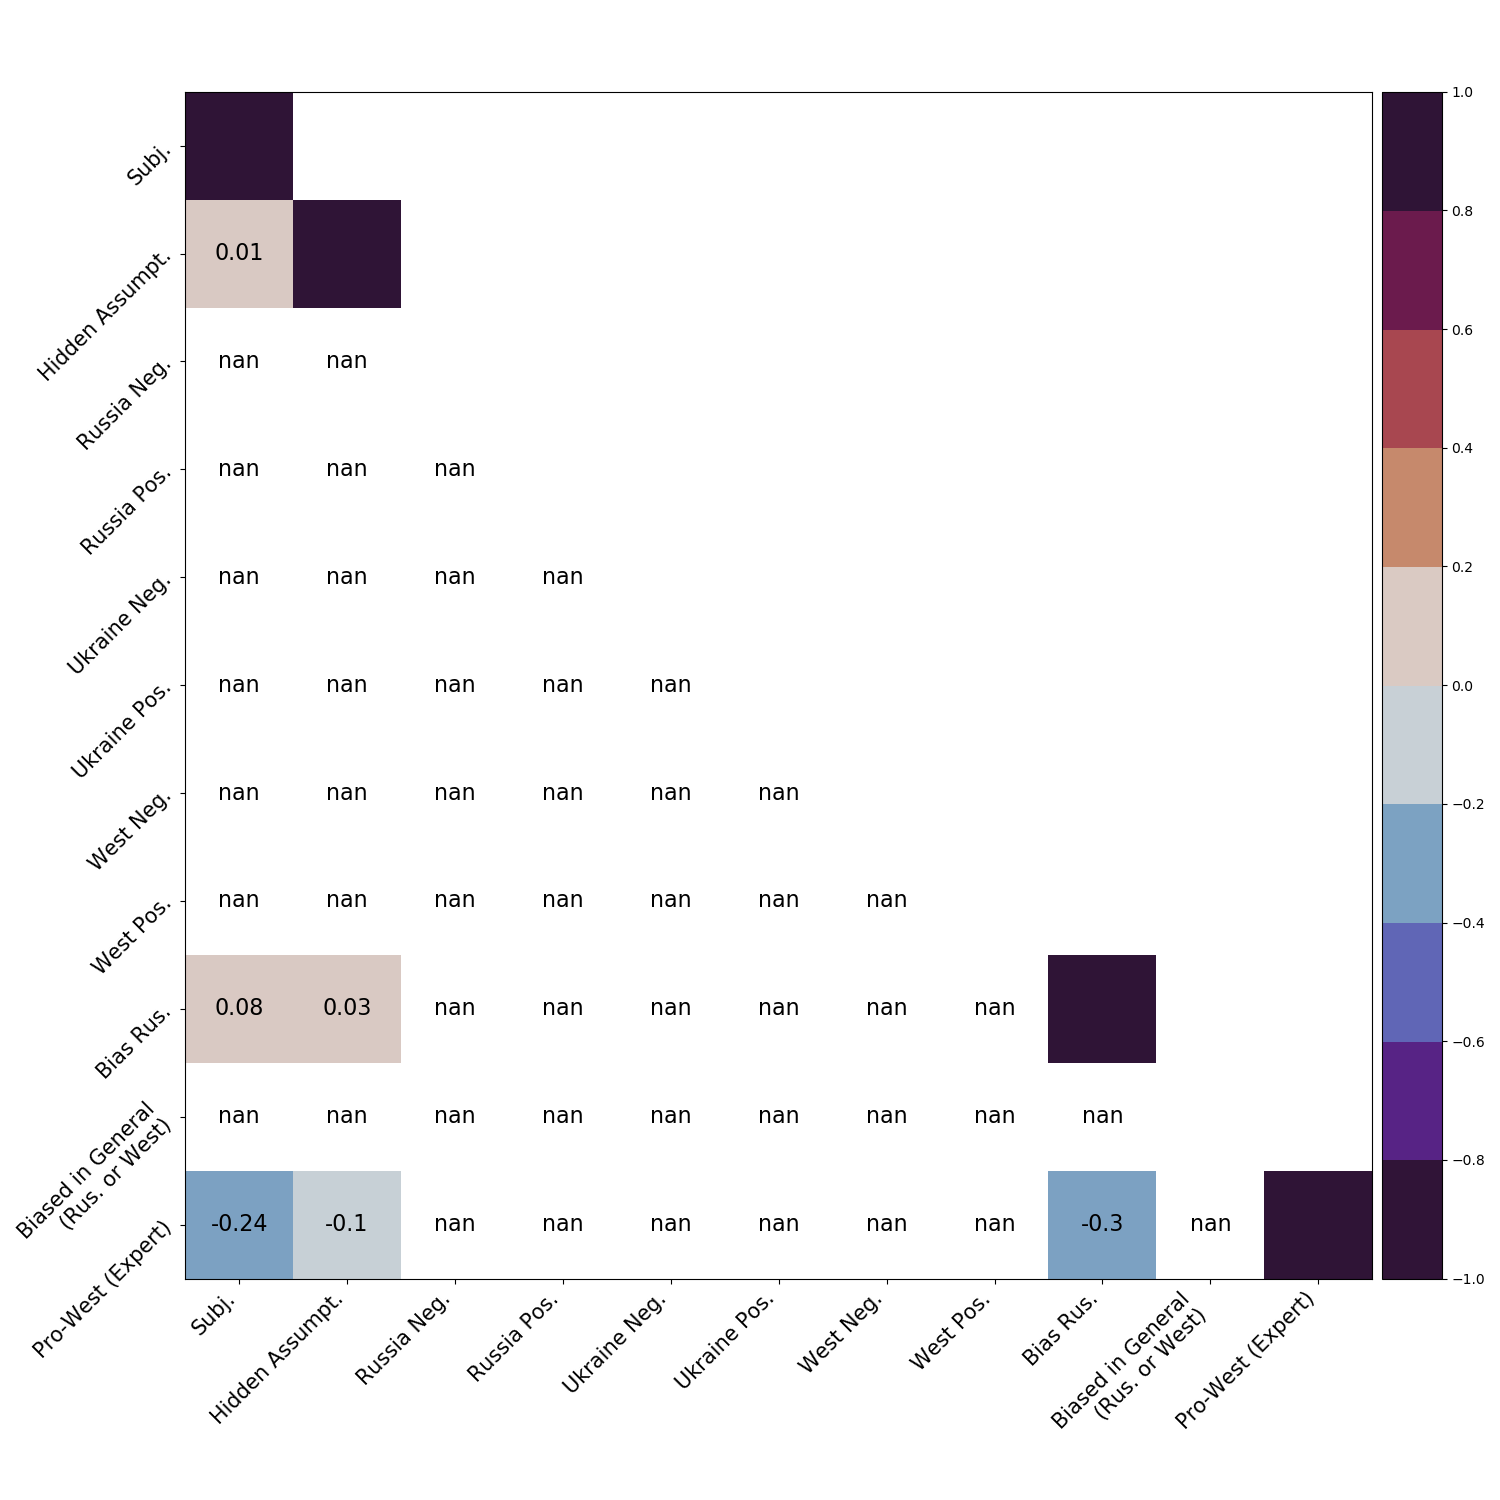 Subj.
0.01
Hidden Assumpt.
nan nan
Russia Neg.
nan nan nan
Russia Pos.
nan nan nan nan
Ukraine Neg.
nan nan nan nan nan
Ukraine Pos.
nan nan nan nan nan nan
West Neg.
nan nan nan nan nan nan nan
West Pos.
0.08 0.03 nan nan nan nan nan nan
Bias Rus.
nan nan nan nan nan nan nan nan nan
Biased in General
(Rus. or West)
-0.24 -0.1 nan nan nan nan nan nan -0.3 nan
Pro-West (Expert)
Subj.
Hidden Assumpt.
Russia Neg.
Russia Pos.
Ukraine Neg.
Ukraine Pos.
West Neg.
West Pos.
Bias Rus.
Biased in General
(Rus. or West)
Pro-West (Expert)
1.0
0.8
0.6
0.4
0.2
0.0
−0.2
−0.4
−0.6
−0.8
−1.0